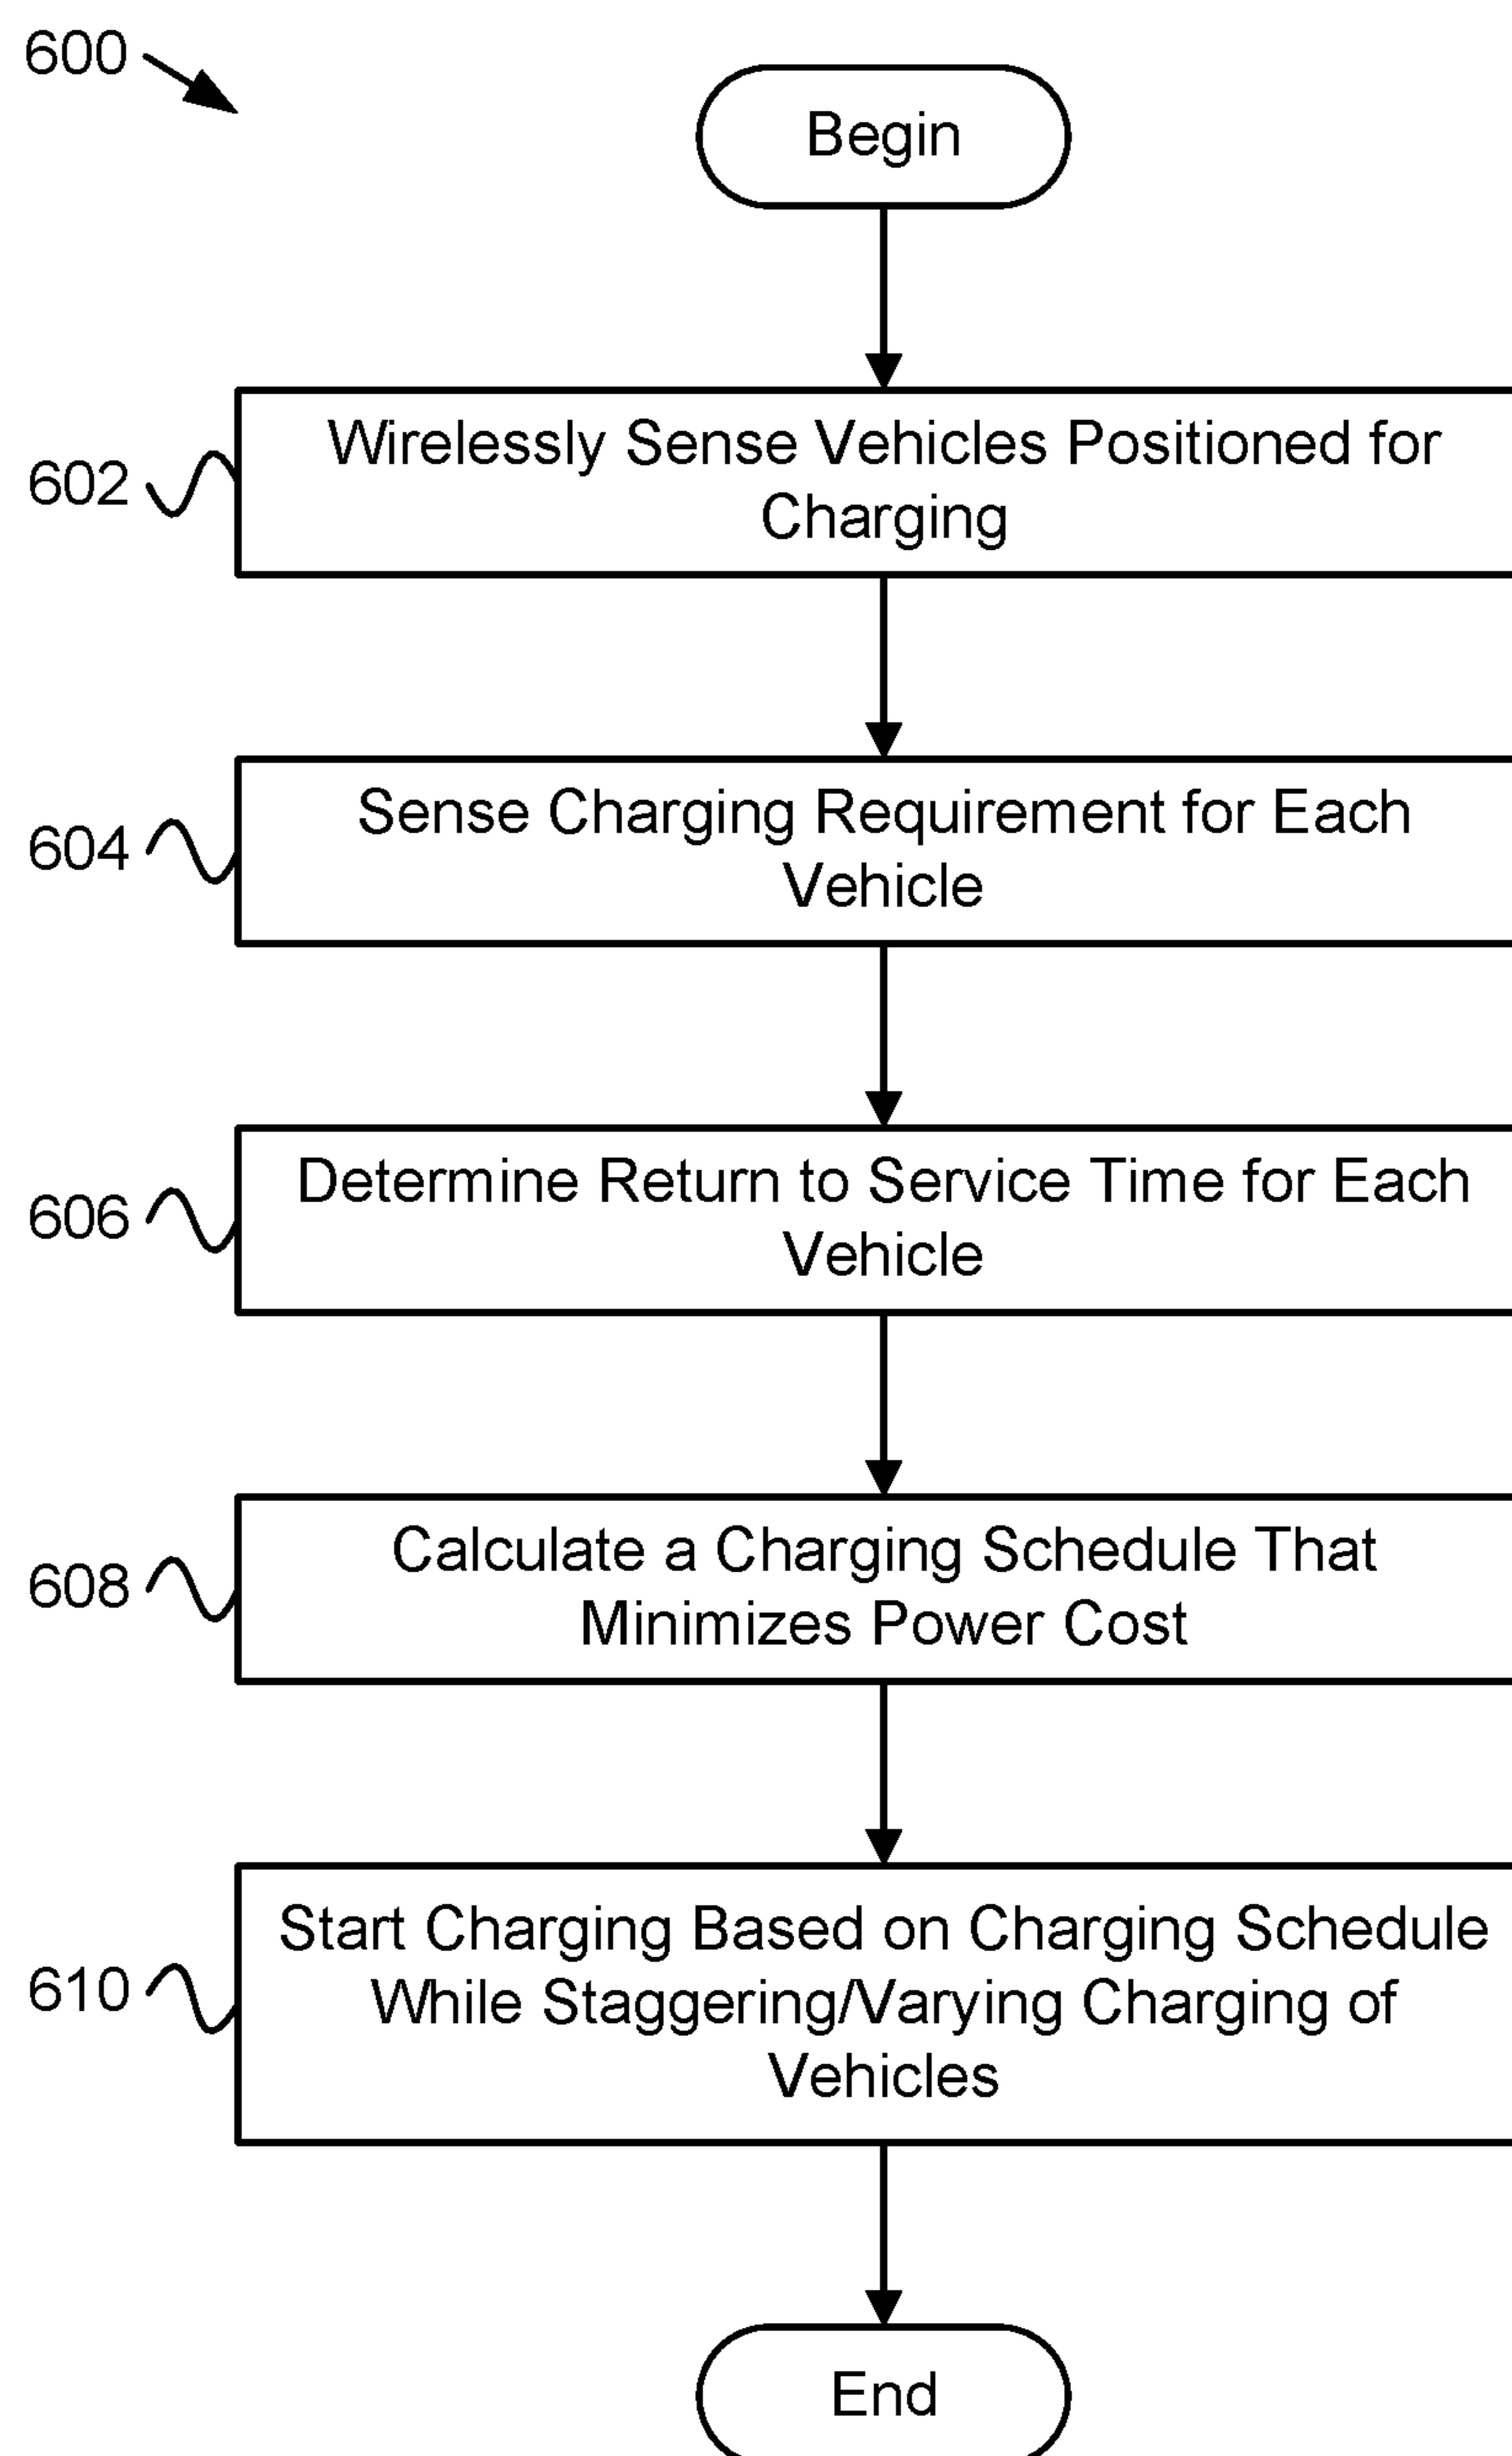 600
Begin
602
Wirelessly Sense Vehicles Positioned for
Charging
604
Sense Charging Requirement for Each
Vehicle
606
Determine Return to Service Time for Each
Vehicle
608
Calculate a Charging Schedule That
Minimizes Power Cost
610
Start Charging Based on Charging Schedule
While Staggering/Varying Charging of
Vehicles
End